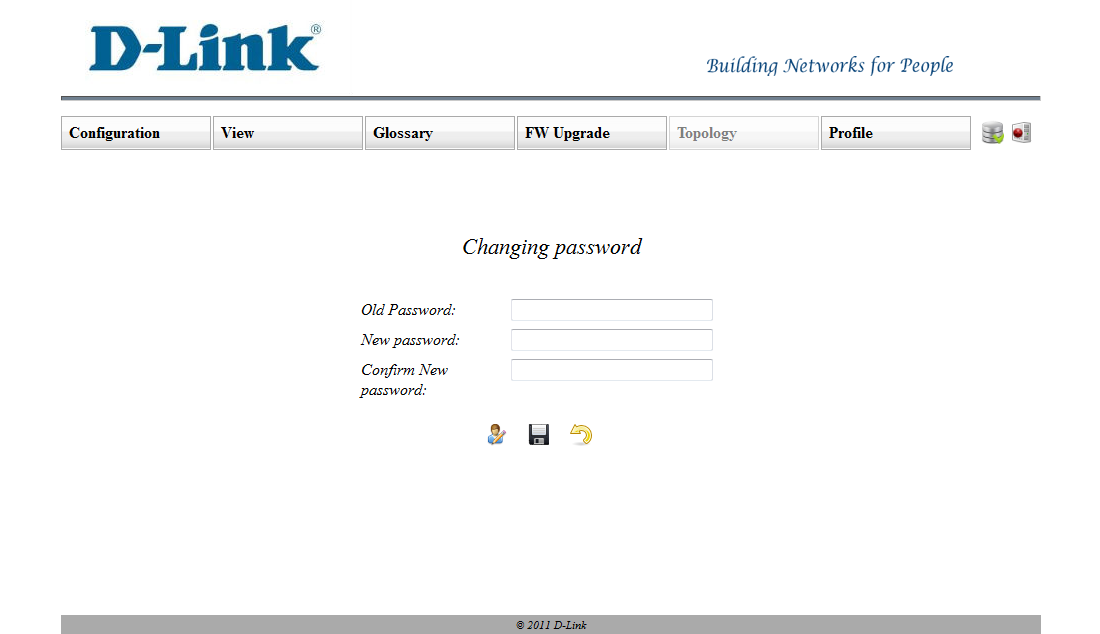 D-Link®
Building Networks for People
Configuration View Glossary FW Upgrade Topology Profile
Changing password
Old Password:
New password:
Confirm New
password:
© 2011 D-Link